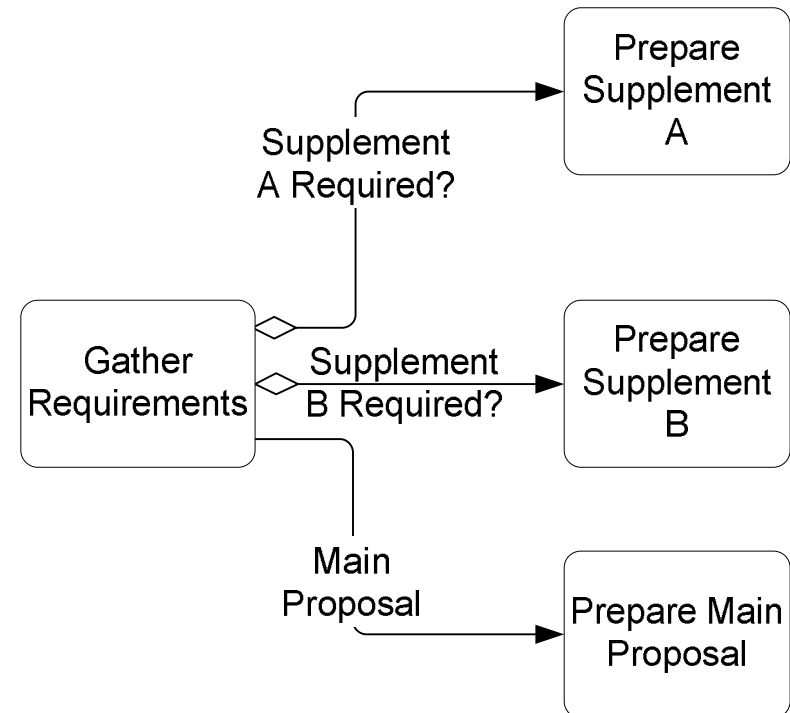 Prepare
Supplement
A
Supplement
A Required?
Gather
Requirements
Supplement
B Required?
Prepare
Supplement
B
Main
Proposal
Prepare Main
Proposal